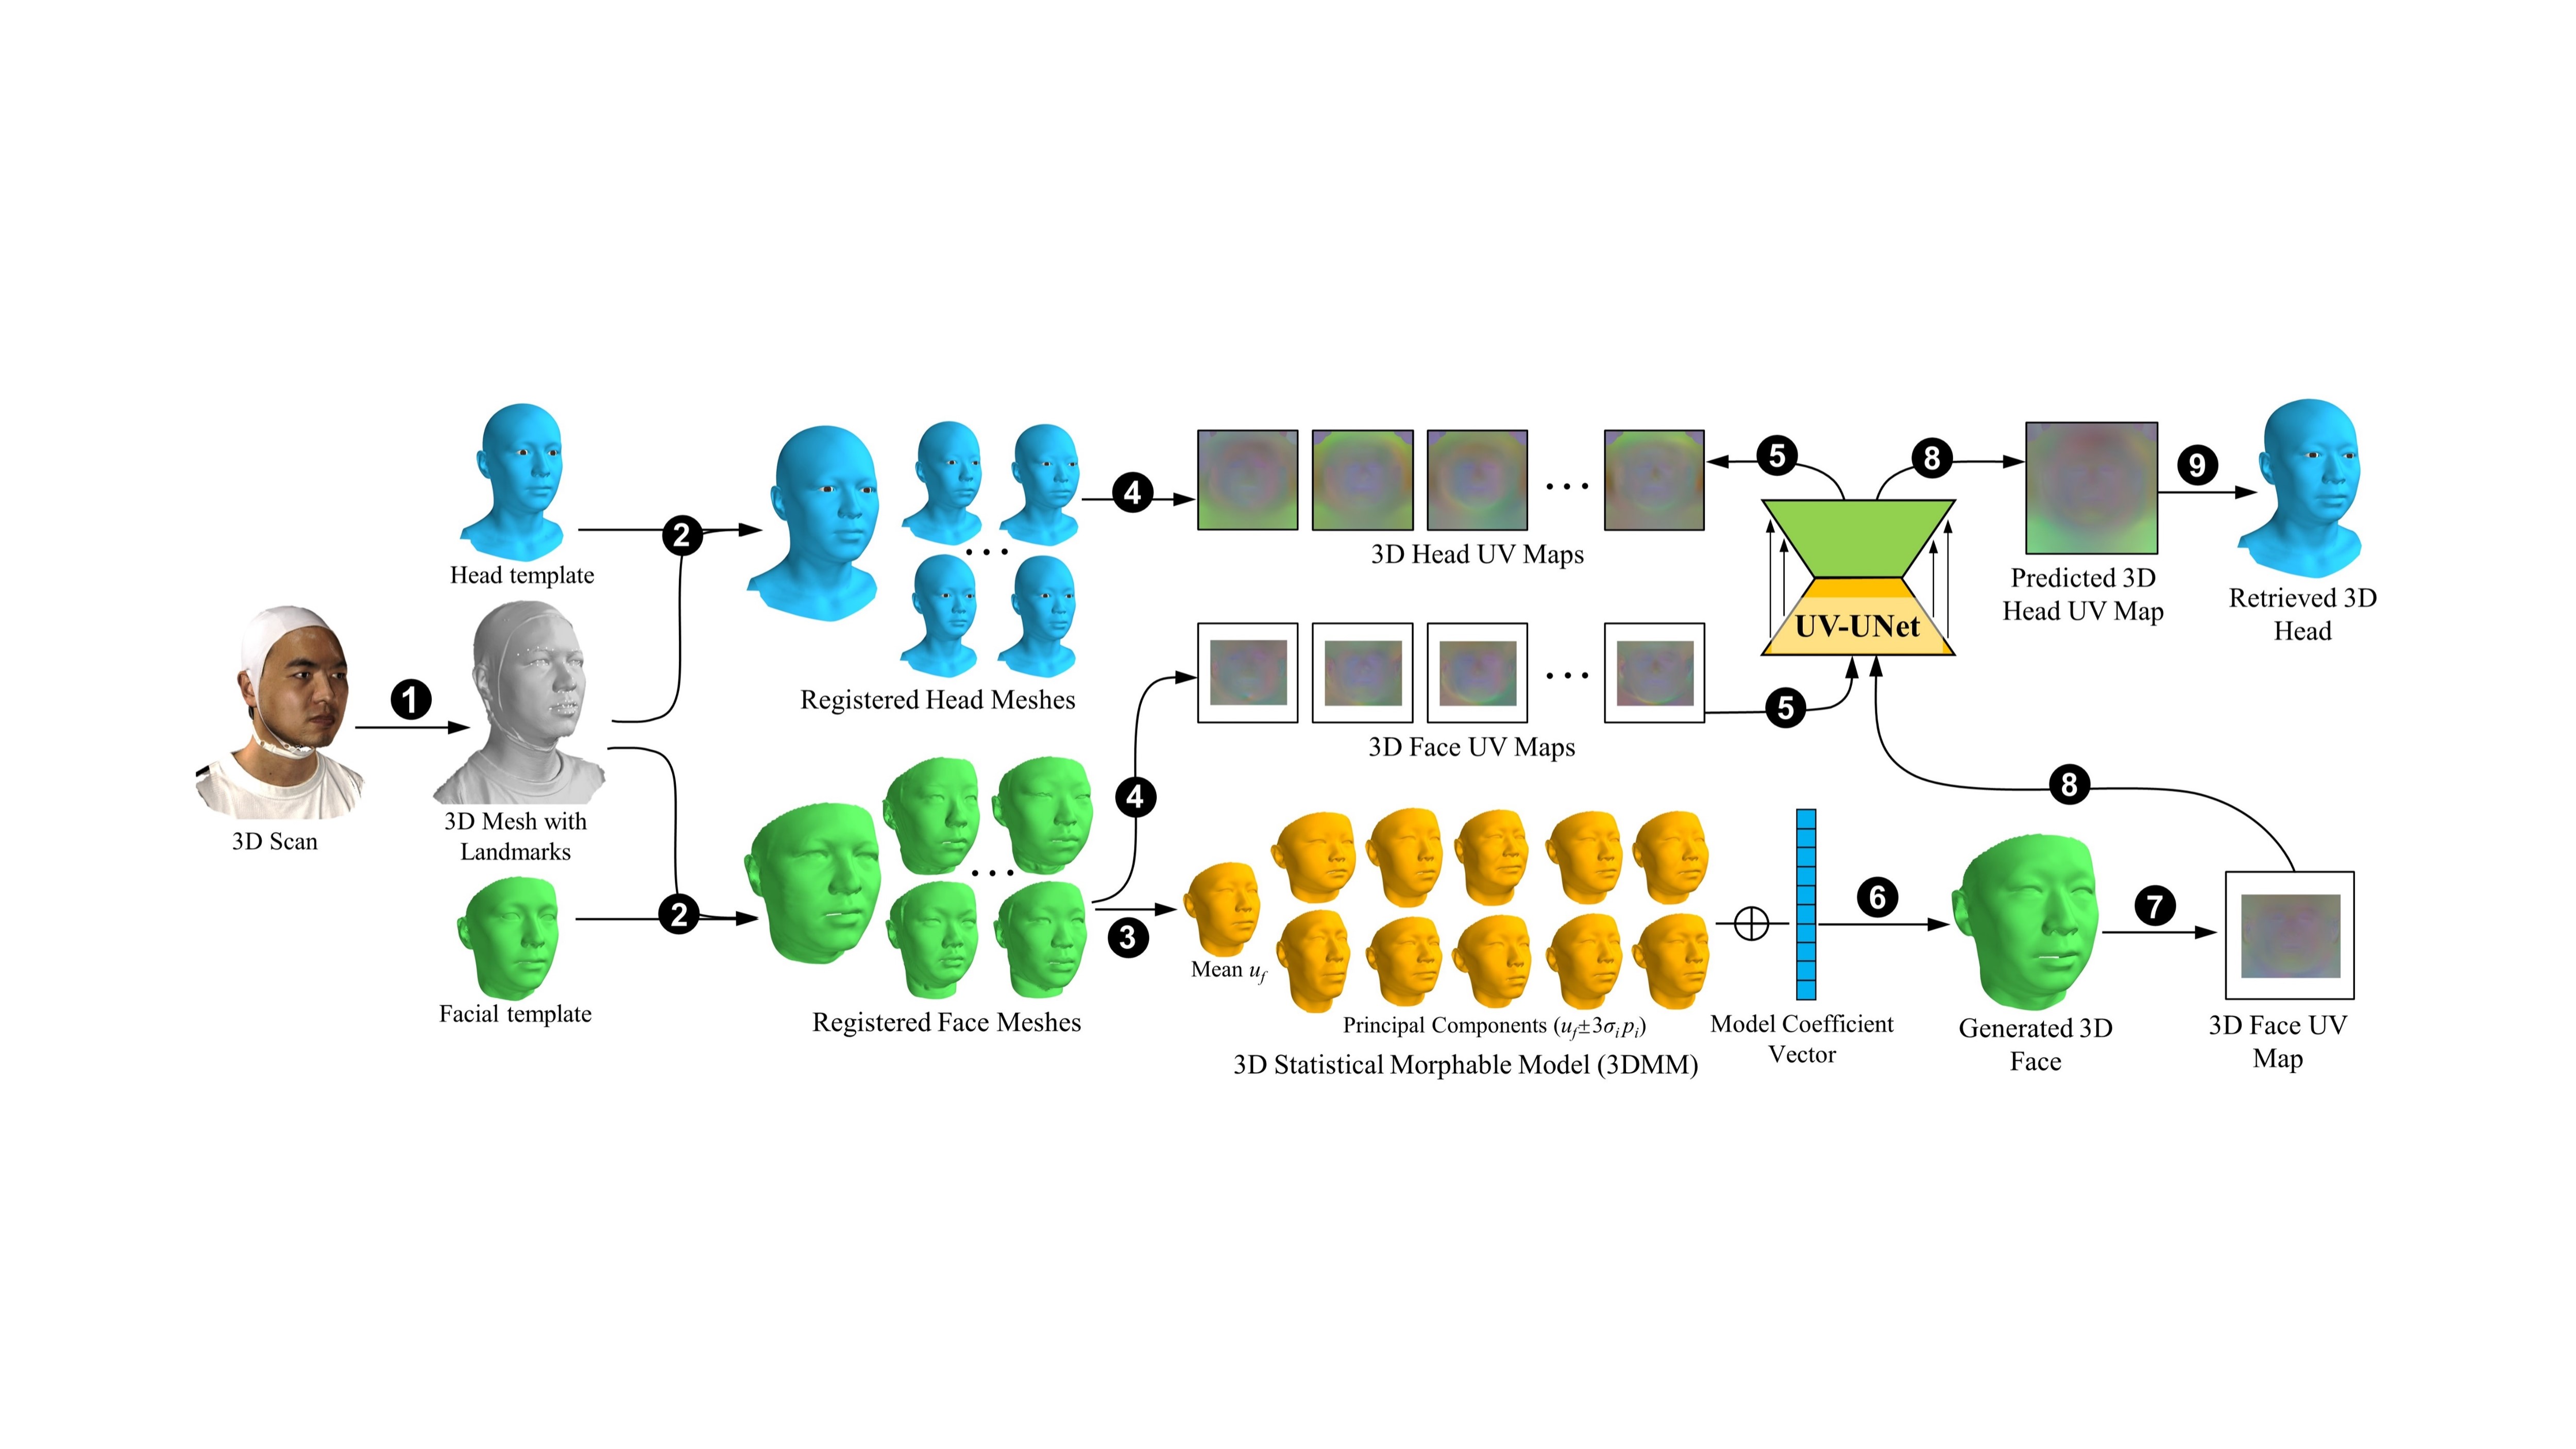 Head template
3D Scan
1
3D Mesh with
Landmarks
Facial template
2
2
Registered Head Meshes
Registered Face Meshes
4
4
3
3D Head UV Maps
3D Face UV Maps
Mean u_f
Principal Components (u_f±3σ_i p_i)
3D Statistical Morphable Model (3DMM)
5
8
UV-UNet
5
Model Coefficient
Vector
6
Generated 3D
Face
7
8
3D Face UV
Map
Predicted 3D
Head UV Map
9
Retrieved 3D
Head